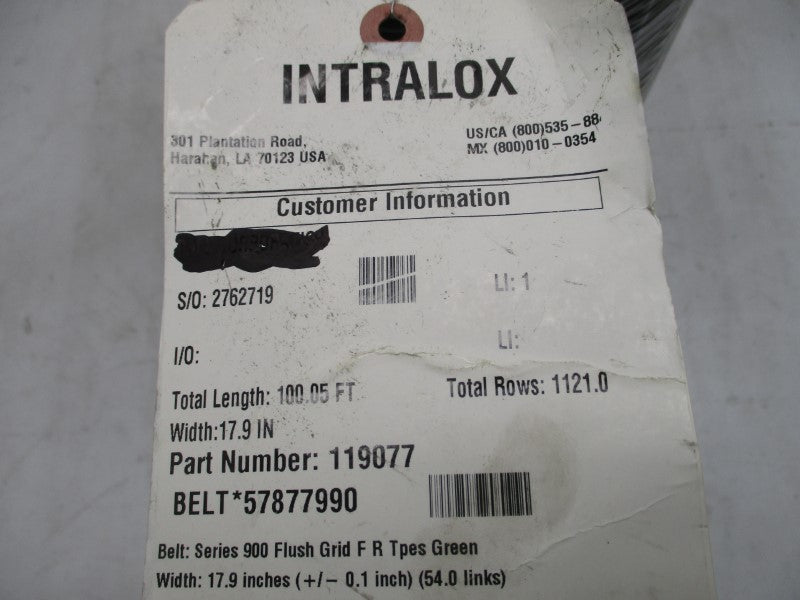 INTRALOX
301 Plantation Road,
Harahan, LA 70123 USA
US/CA (800)535-88
MX (800)010-0354
Customer Information
S/O: 2762719
LI: 1
I/O:
LI:
Total Length: 100.05 FT
Total Rows: 1121.0
Width:17.9 IN
Part Number: 119077
BELT*57877990
Belt: Series 900 Flush Grid F R Tpes Green
Width: 17.9 inches (+/- 0.1 inch) (54.0 links)